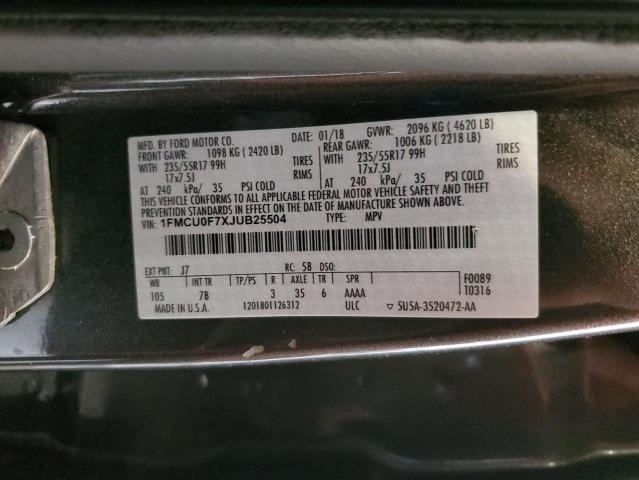 MFD. BY FORD MOTOR CO. DATE: 01/18 GVWR: 2096 KG ( 4620 LB)
FRONT GAWR: 1098 KG ( 2420 LB) REAR GAWR: 1006 KG ( 2218 LB)
WITH 235/55R17 99H TIRES WITH 235/55R17 99H TIRES
17x7.5J RIMS 17x7.5J RIMS
AT 240 kPa/ 35 PSI COLD AT 240 kPa/ 35 PSI COLD
THIS VEHICLE CONFORMS TO ALL APPLICABLE FEDERAL MOTOR VEHICLE SAFETY AND THEFT
PREVENTION STANDARDS IN EFFECT ON THE DATE OF MANUFACTURE SHOWN ABOVE.
VIN: 1FMCU0F7XJUB25504 TYPE: MPV
EXT PNT: J7 RC: 58 DSO: F0089
WB INT TR TP/PS R AXLE TR SPR T0316
105 7B 3 35 6 AAAA
MADE IN U.S.A. 1201801126312 ULC ▽ 5U5A-3520472-AA